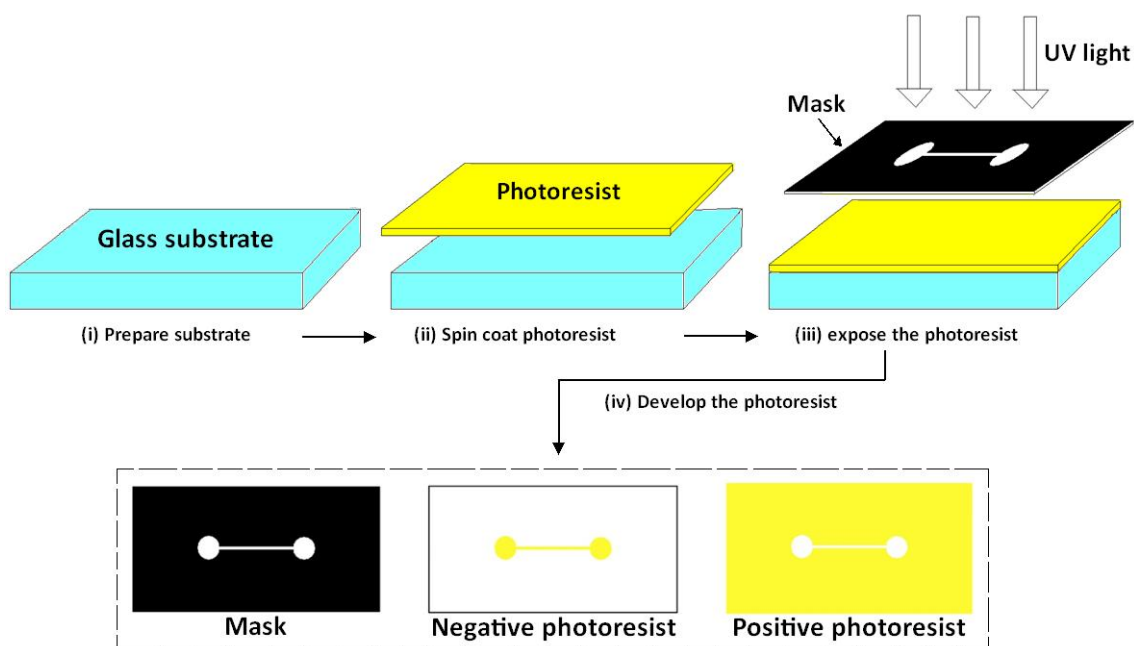 UV light
Mask
Photoresist
Glass substrate
(i) Prepare substrate
(ii) Spin coat photoresist
(iii) expose the photoresist
(iv) Develop the photoresist
Mask
Negative photoresist
Positive photoresist